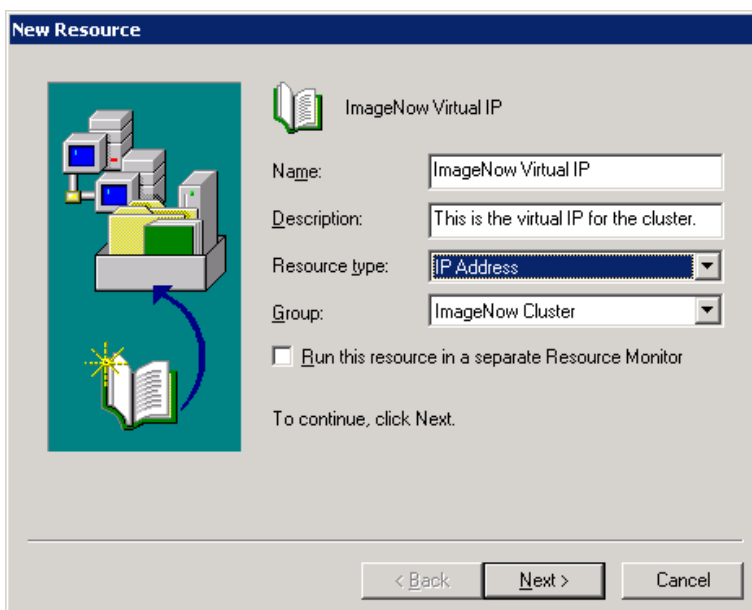 New Resource
ImageNow Virtual IP
Name: ImageNow Virtual IP
Description: This is the virtual IP for the cluster.
Resource type: IP Address
Group: ImageNow Cluster
Run this resource in a separate Resource Monitor
To continue, click Next.
< Back Next > Cancel